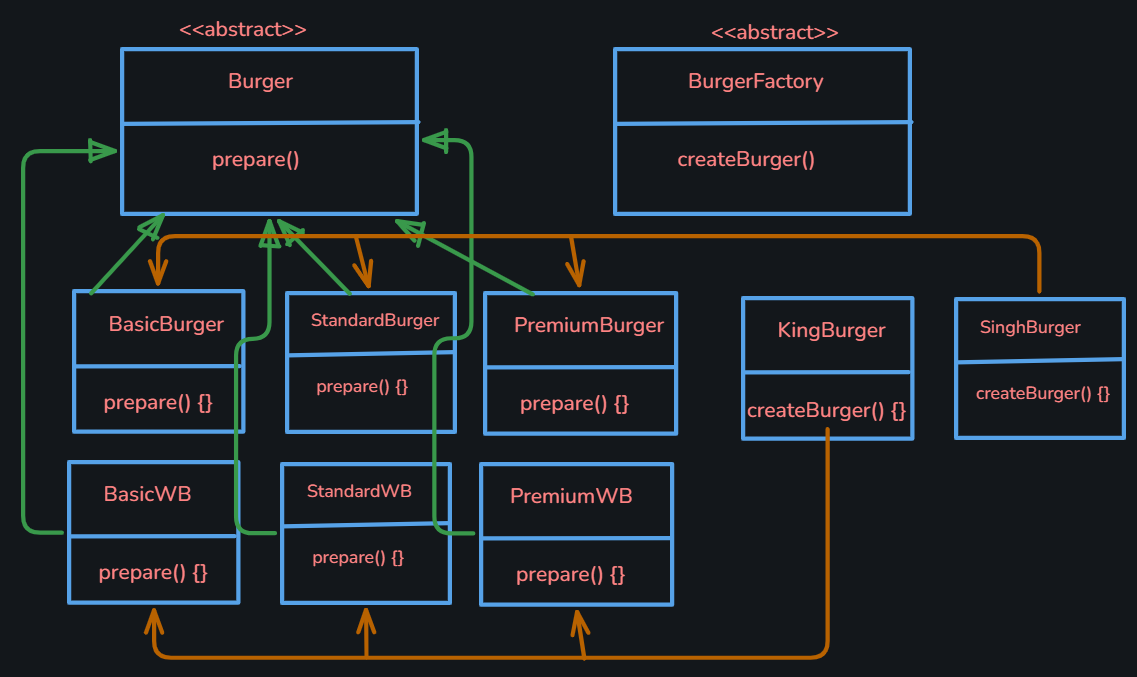 <<abstract>>
<<abstract>>
Burger
BurgerFactory
prepare()
createBurger()
BasicBurger
StandardBurger
PremiumBurger
KingBurger
SinghBurger
prepare() {}
prepare() {}
prepare() {}
createBurger() {}
createBurger() {}
BasicWB
StandardWB
PremiumWB
prepare() {}
prepare() {}
prepare() {}